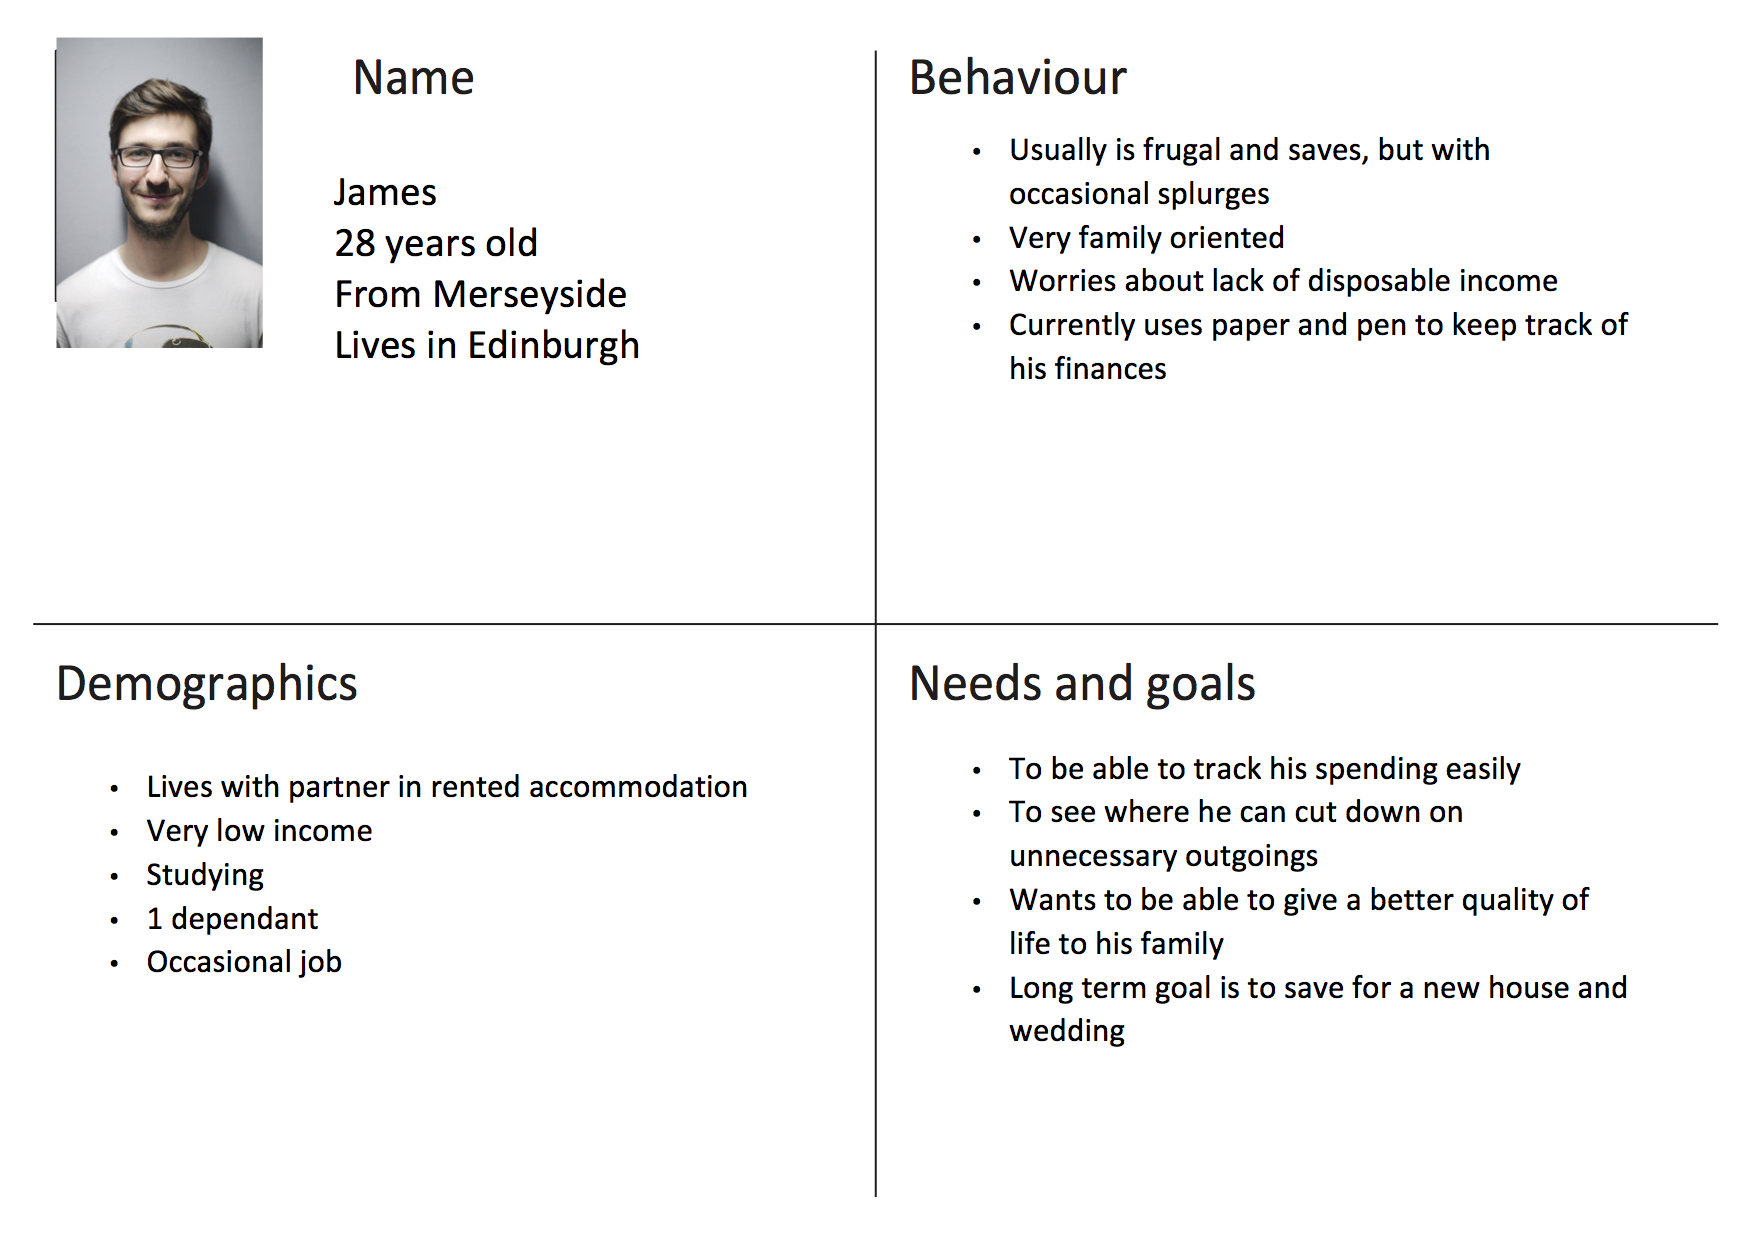 Name
James
28 years old
From Merseyside
Lives in Edinburgh
Behaviour
• Usually is frugal and saves, but with
occasional splurges
• Very family oriented
• Worries about lack of disposable income
• Currently uses paper and pen to keep track of
his finances
Demographics
• Lives with partner in rented accommodation
• Very low income
• Studying
• 1 dependant
• Occasional job
Needs and goals
• To be able to track his spending easily
• To see where he can cut down on
unnecessary outgoings
• Wants to be able to give a better quality of
life to his family
• Long term goal is to save for a new house and
wedding